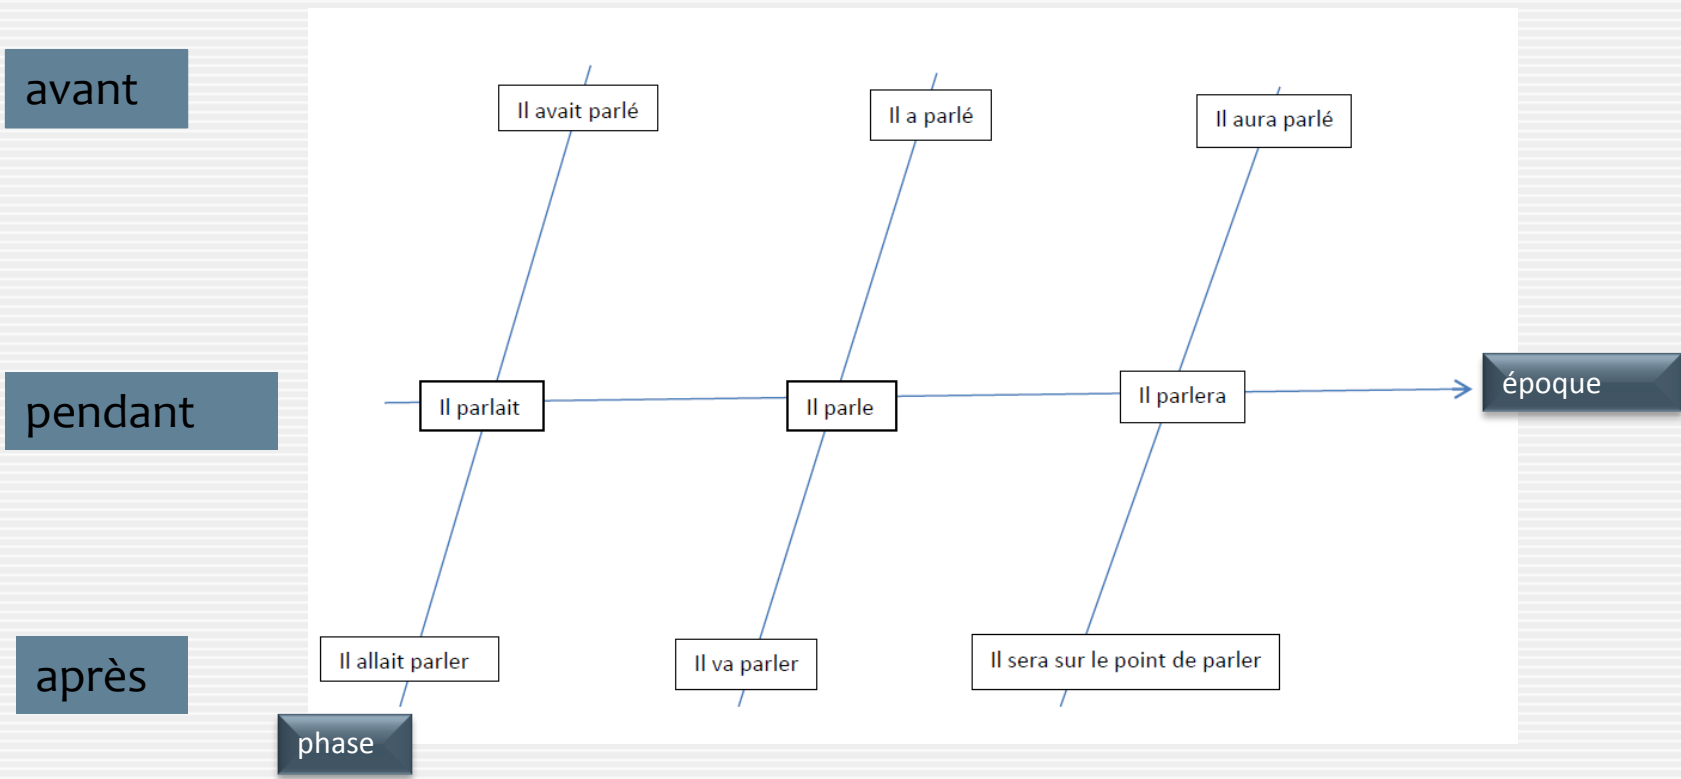 avant
Il avait parlé
Il a parlé
Il aura parlé
pendant
Il parlait
Il parle
Il parlera
époque
après
Il allait parler
Il va parler
Il sera sur le point de parler
phase